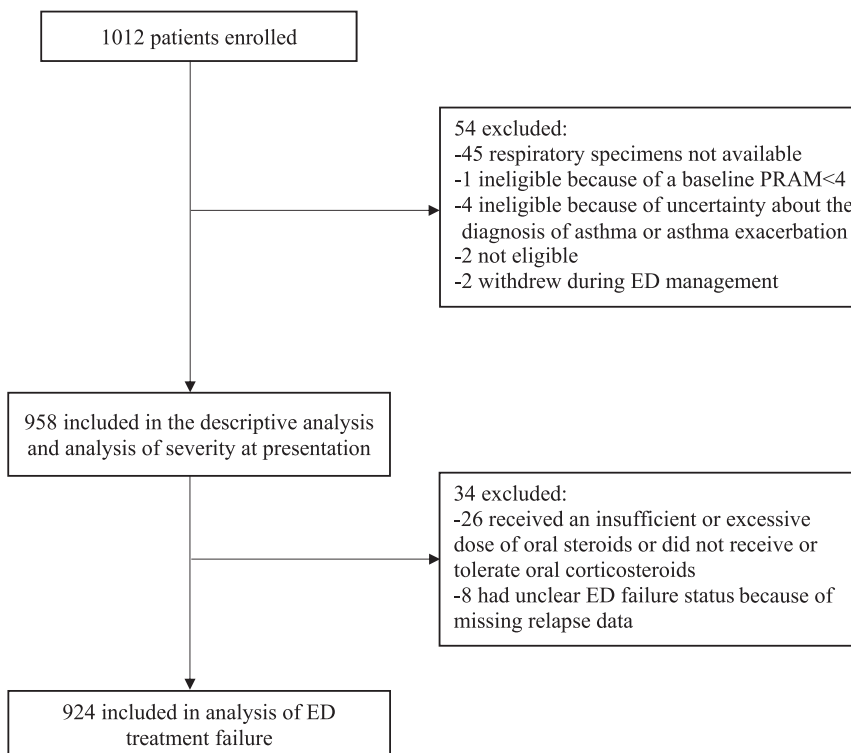 1012 patients enrolled
54 excluded:
-45 respiratory specimens not available
-1 ineligible because of a baseline PRAM<4
-4 ineligible because of uncertainty about the
diagnosis of asthma or asthma exacerbation
-2 not eligible
-2 withdrew during ED management
958 included in the descriptive analysis
and analysis of severity at presentation
34 excluded:
-26 received an insufficient or excessive
dose of oral steroids or did not receive or
tolerate oral corticosteroids
-8 had unclear ED failure status because of
missing relapse data
924 included in analysis of ED
treatment failure